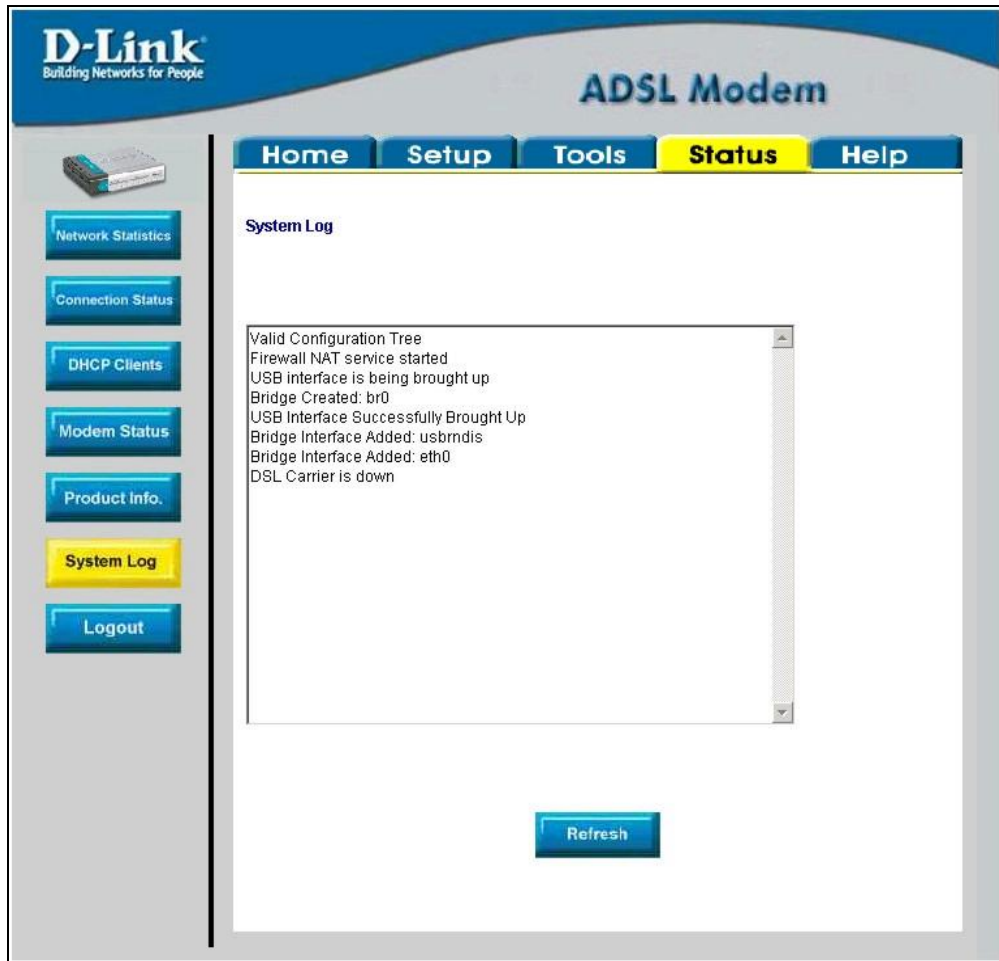 D-Link
Building Networks for People
ADSL Modem
Home Setup Tools Status Help
Network Statistics
Connection Status
DHCP Clients
Modem Status
Product Info.
System Log
Logout
System Log
Valid Configuration Tree
Firewall NAT service started
USB interface is being brought up
Bridge Created: br0
USB Interface Successfully Brought Up
Bridge Interface Added: usbrndis
Bridge Interface Added: eth0
DSL Carrier is down
Refresh